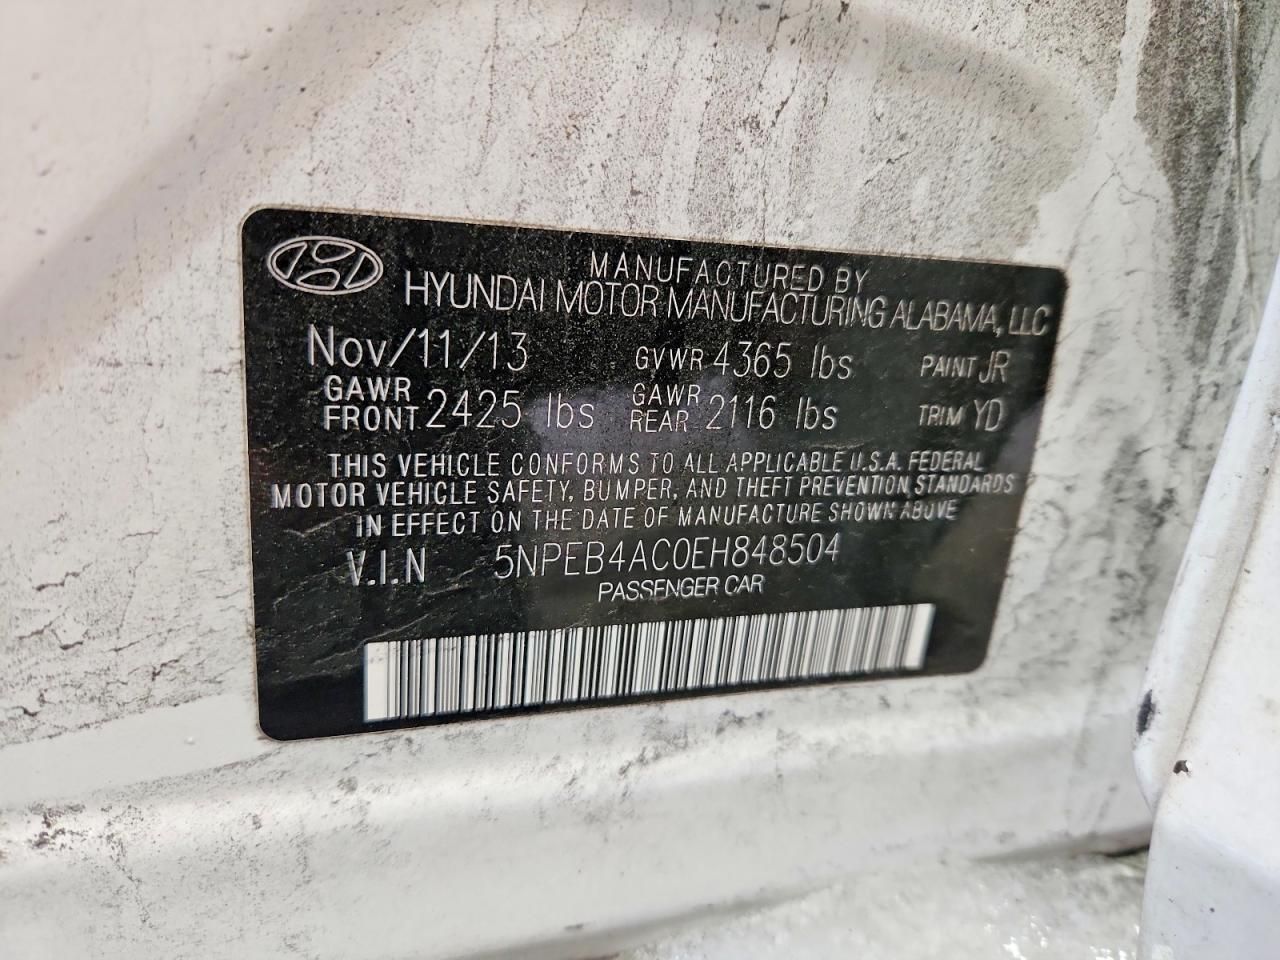 MANUFACTURED BY
HYUNDAI MOTOR MANUFACTURING ALABAMA, LLC
Nov/11/13 GVWR 4365 lbs PAINT JR
GAWR FRONT 2425 lbs GAWR REAR 2116 lbs TRIM YD
THIS VEHICLE CONFORMS TO ALL APPLICABLE U.S.A. FEDERAL
MOTOR VEHICLE SAFETY, BUMPER, AND THEFT PREVENTION STANDARDS
IN EFFECT ON THE DATE OF MANUFACTURE SHOWN ABOVE
V.I.N 5NPEB4AC0EH848504
PASSENGER CAR